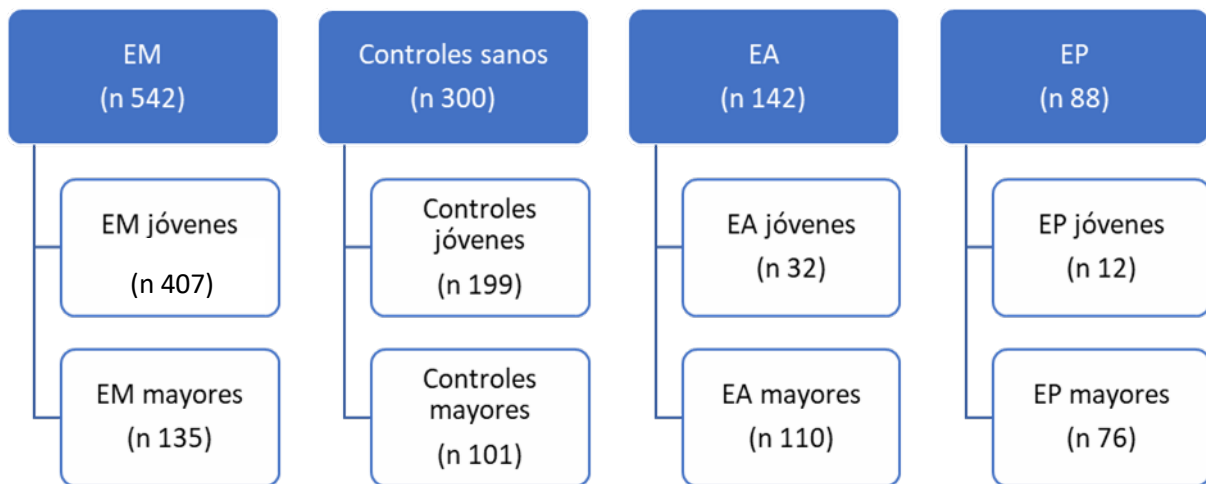 EM
(n 542)
EM jóvenes
(n 407)
EM mayores
(n 135)
Controles sanos
(n 300)
Controles
jóvenes
(n 199)
Controles
mayores
(n 101)
EA
(n 142)
EA jóvenes
(n 32)
EA mayores
(n 110)
EP
(n 88)
EP jóvenes
(n 12)
EP mayores
(n 76)